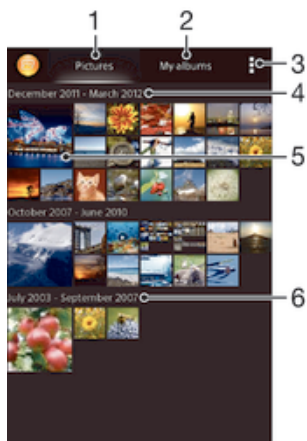 1
2
Pictures
My albums
3
December 2011 - March 2012
4
5
October 2007 - June 2010
July 2003 - September 2007
6